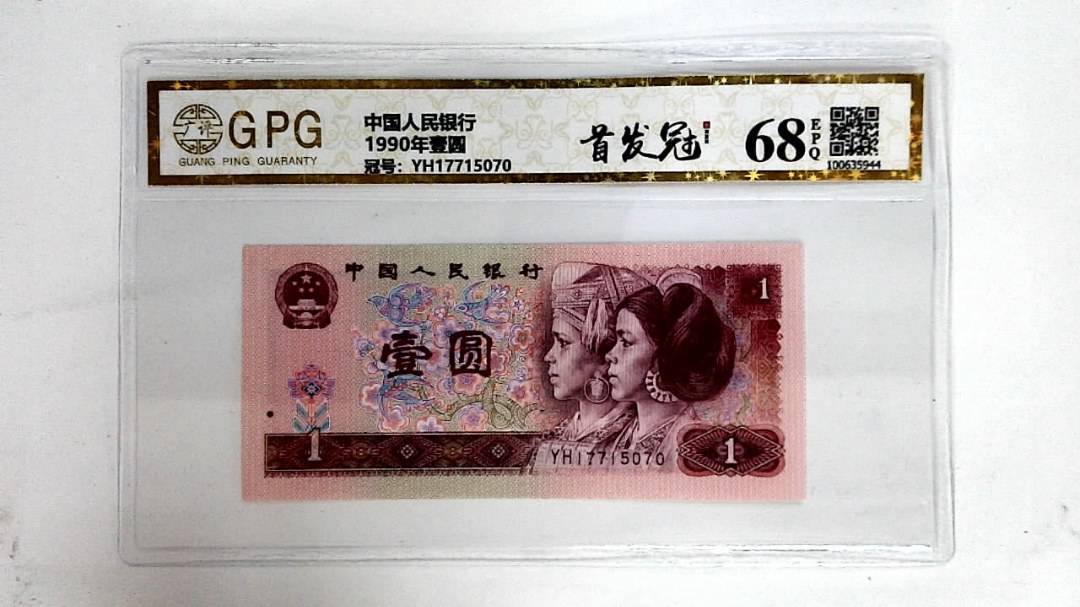 广评
GPG
GUANG PING GUARANTY
中国人民银行
1990年壹圆
冠号：YH17715070
首发冠
68
EPQ
100635944
中国人民银行
1
壹圆
1
YH17715070
1